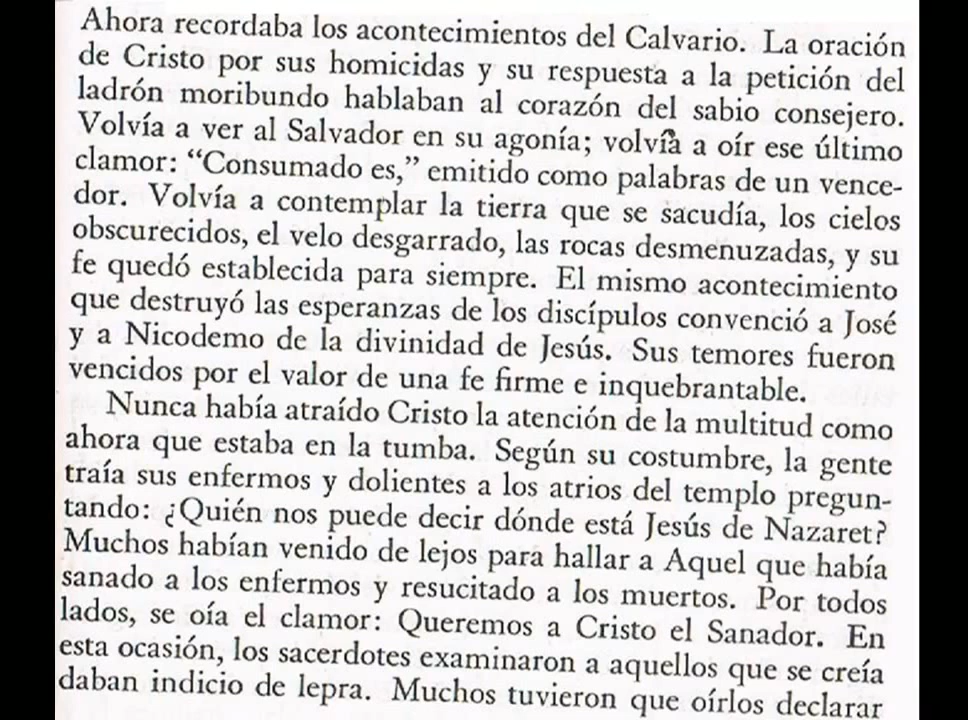 Ahora recordaba los acontecimientos del Calvario. La oración
de Cristo por sus homicidas y su respuesta a la petición del
ladrón moribundo hablaban al corazón del sabio consejero.
Volvía a ver al Salvador en su agonía; volvía a oír ese último
clamor: “Consumado es,” emitido como palabras de un vence-
dor. Volvía a contemplar la tierra que se sacudía, los cielos
obscurecidos, el velo desgarrado, las rocas desmenuzadas, y su
fe quedó establecida para siempre. El mismo acontecimiento
que destruyó las esperanzas de los discípulos convenció a José
y a Nicodemo de la divinidad de Jesús. Sus temores fueron
vencidos por el valor de una fe firme e inquebrantable.
Nunca había atraído Cristo la atención de la multitud como
ahora que estaba en la tumba. Según su costumbre, la gente
traía sus enfermos y dolientes a los atrios del templo pregun-
tando: ¿Quién nos puede decir dónde está Jesús de Nazaret?
Muchos habían venido de lejos para hallar a Aquel que había
sanado a los enfermos y resucitado a los muertos. Por todos
lados, se oía el clamor: Queremos a Cristo el Sanador. En
esta ocasión, los sacerdotes examinaron a aquellos que se creía
daban indicio de lepra. Muchos tuvieron que oírlos declarar